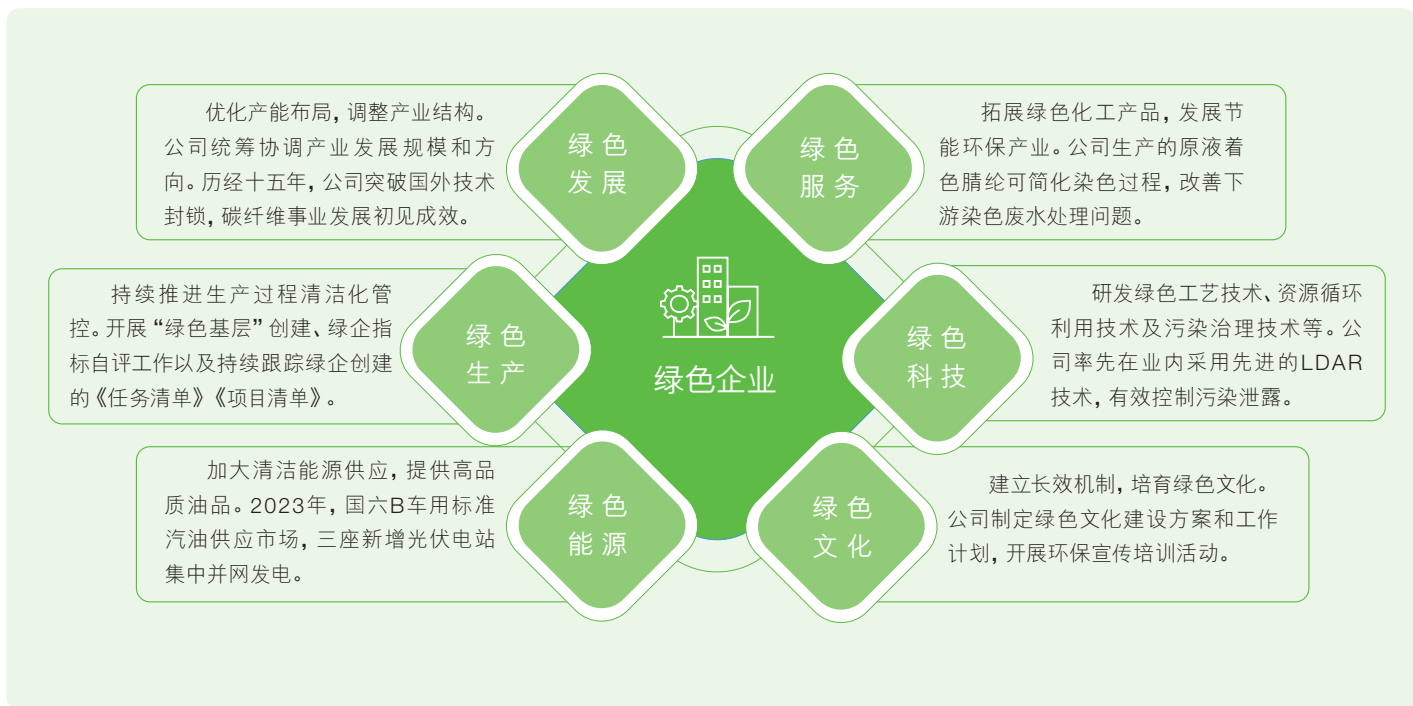 优化产能布局，调整产业结构。
公司统筹协调产业发展规模和方
向。历经十五年，公司突破国外技术
封锁，碳纤维事业发展初见成效。
绿色
发展
绿色
服务
拓展绿色化工产品，发展节
能环保产业。公司生产的原液着
色腈纶可简化染色过程，改善下
游染色废水处理问题。
持续推进生产过程清洁化管
控。开展“绿色基层”创建、绿企指
标自评工作以及持续跟踪绿企创建
的《任务清单》《项目清单》。
绿色
生产
绿色企业
绿色
科技
研发绿色工艺技术、资源循环
利用技术及污染治理技术等。公
司率先在业内采用先进的LDAR
技术，有效控制污染泄露。
加大清洁能源供应，提供高品
质油品。2023年，国六B车用标准
汽油供应市场，三座新增光伏电站
集中并网发电。
绿色
能源
绿色
文化
建立长效机制，培育绿色文化。
公司制定绿色文化建设方案和工作
计划，开展环保宣传培训活动。